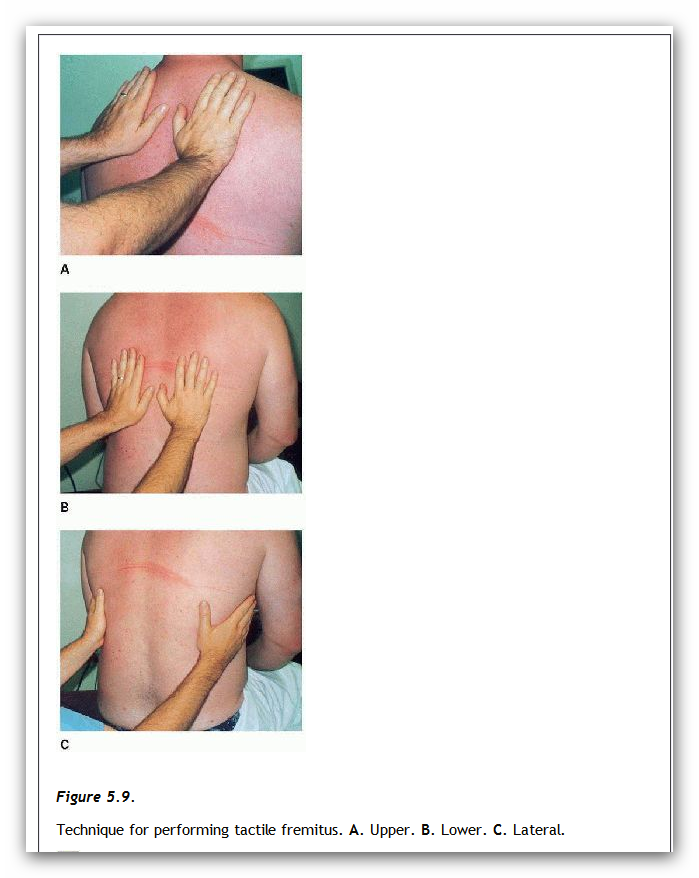 A
B
C
Figure 5.9.
Technique for performing tactile fremitus. A. Upper. B. Lower. C. Lateral.